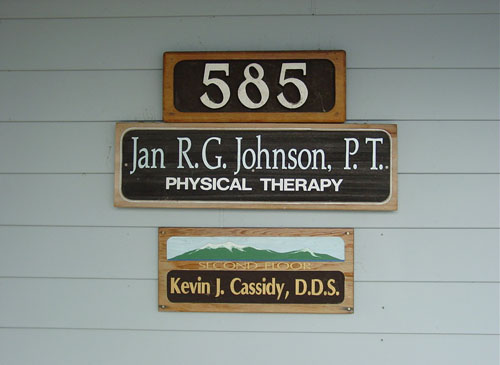 585
Jan R.G. Johnson, P.T.
PHYSICAL THERAPY
SECOND FLOOR
Kevin J. Cassidy, D.D.S.